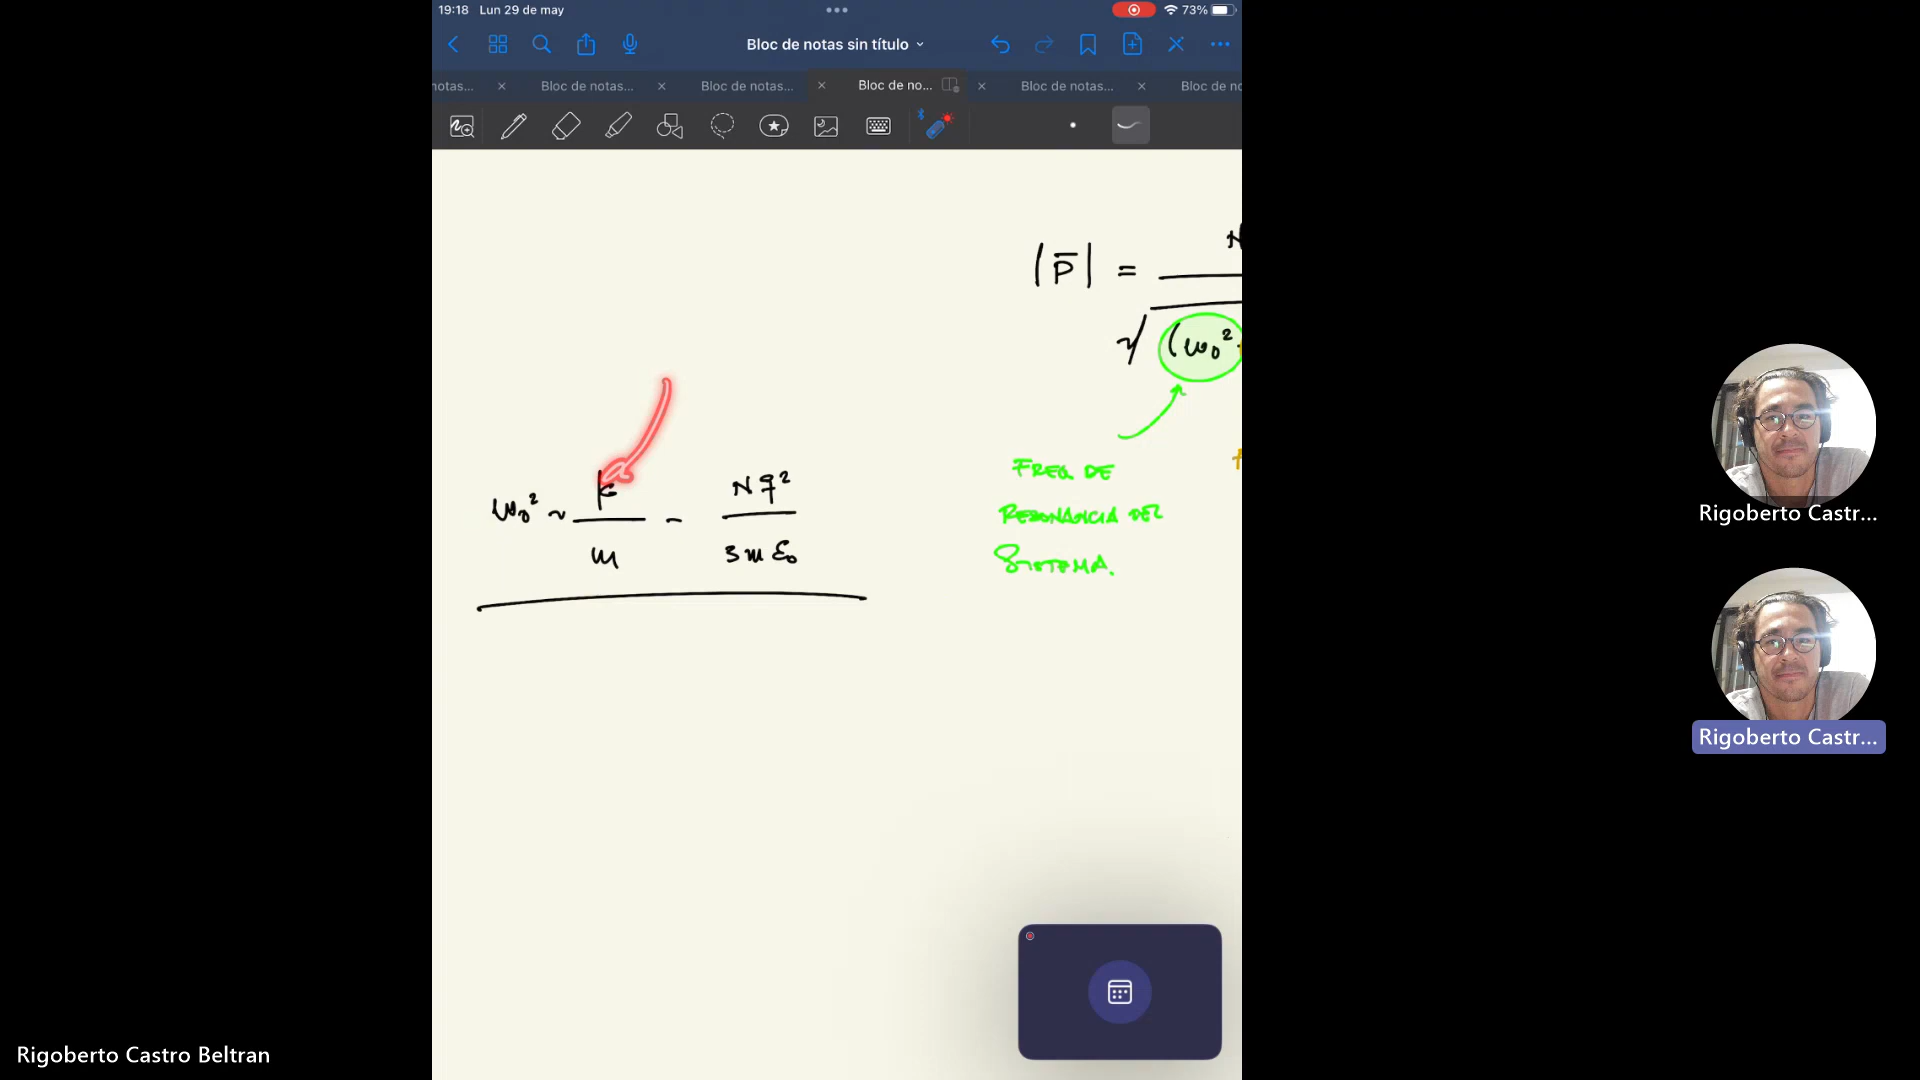 19:18 Lun 29 de may
73%
Bloc de notas sin título
notas...
Bloc de notas...
Bloc de notas...
Bloc de no...
Bloc de notas...
Bloc de no
|P̅| =
√ (ω₀²
ω₀² ~ k/m - Nq²/3mε₀
FREQ. DE
RESONANCIA DEL
SISTEMA.
Rigoberto Castr...
Rigoberto Castr...
Rigoberto Castro Beltran